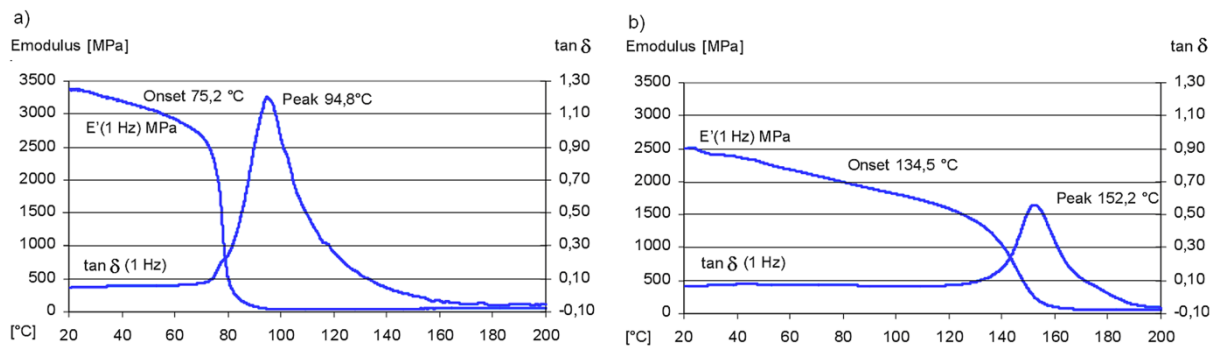 a)
Emodulus [MPa] tan δ
3500 1,30
Onset 75,2 °C Peak 94,8°C
3000 1,10
E'(1 Hz) MPa
2500 0,90
2000 0,70
1500 0,50
1000 0,30
tan δ (1 Hz)
500 0,10
0 -0,10
[°C] 20 40 60 80 100 120 140 160 180 200
b)
Emodulus [MPa] tan δ
3500 1,30
3000 1,10
E'(1 Hz) MPa
2500 0,90
Onset 134,5 °C
2000 0,70
Peak 152,2 °C
1500 0,50
1000 0,30
tan δ (1 Hz)
500 0,10
0 -0,10
[°C] 20 40 60 80 100 120 140 160 180 200